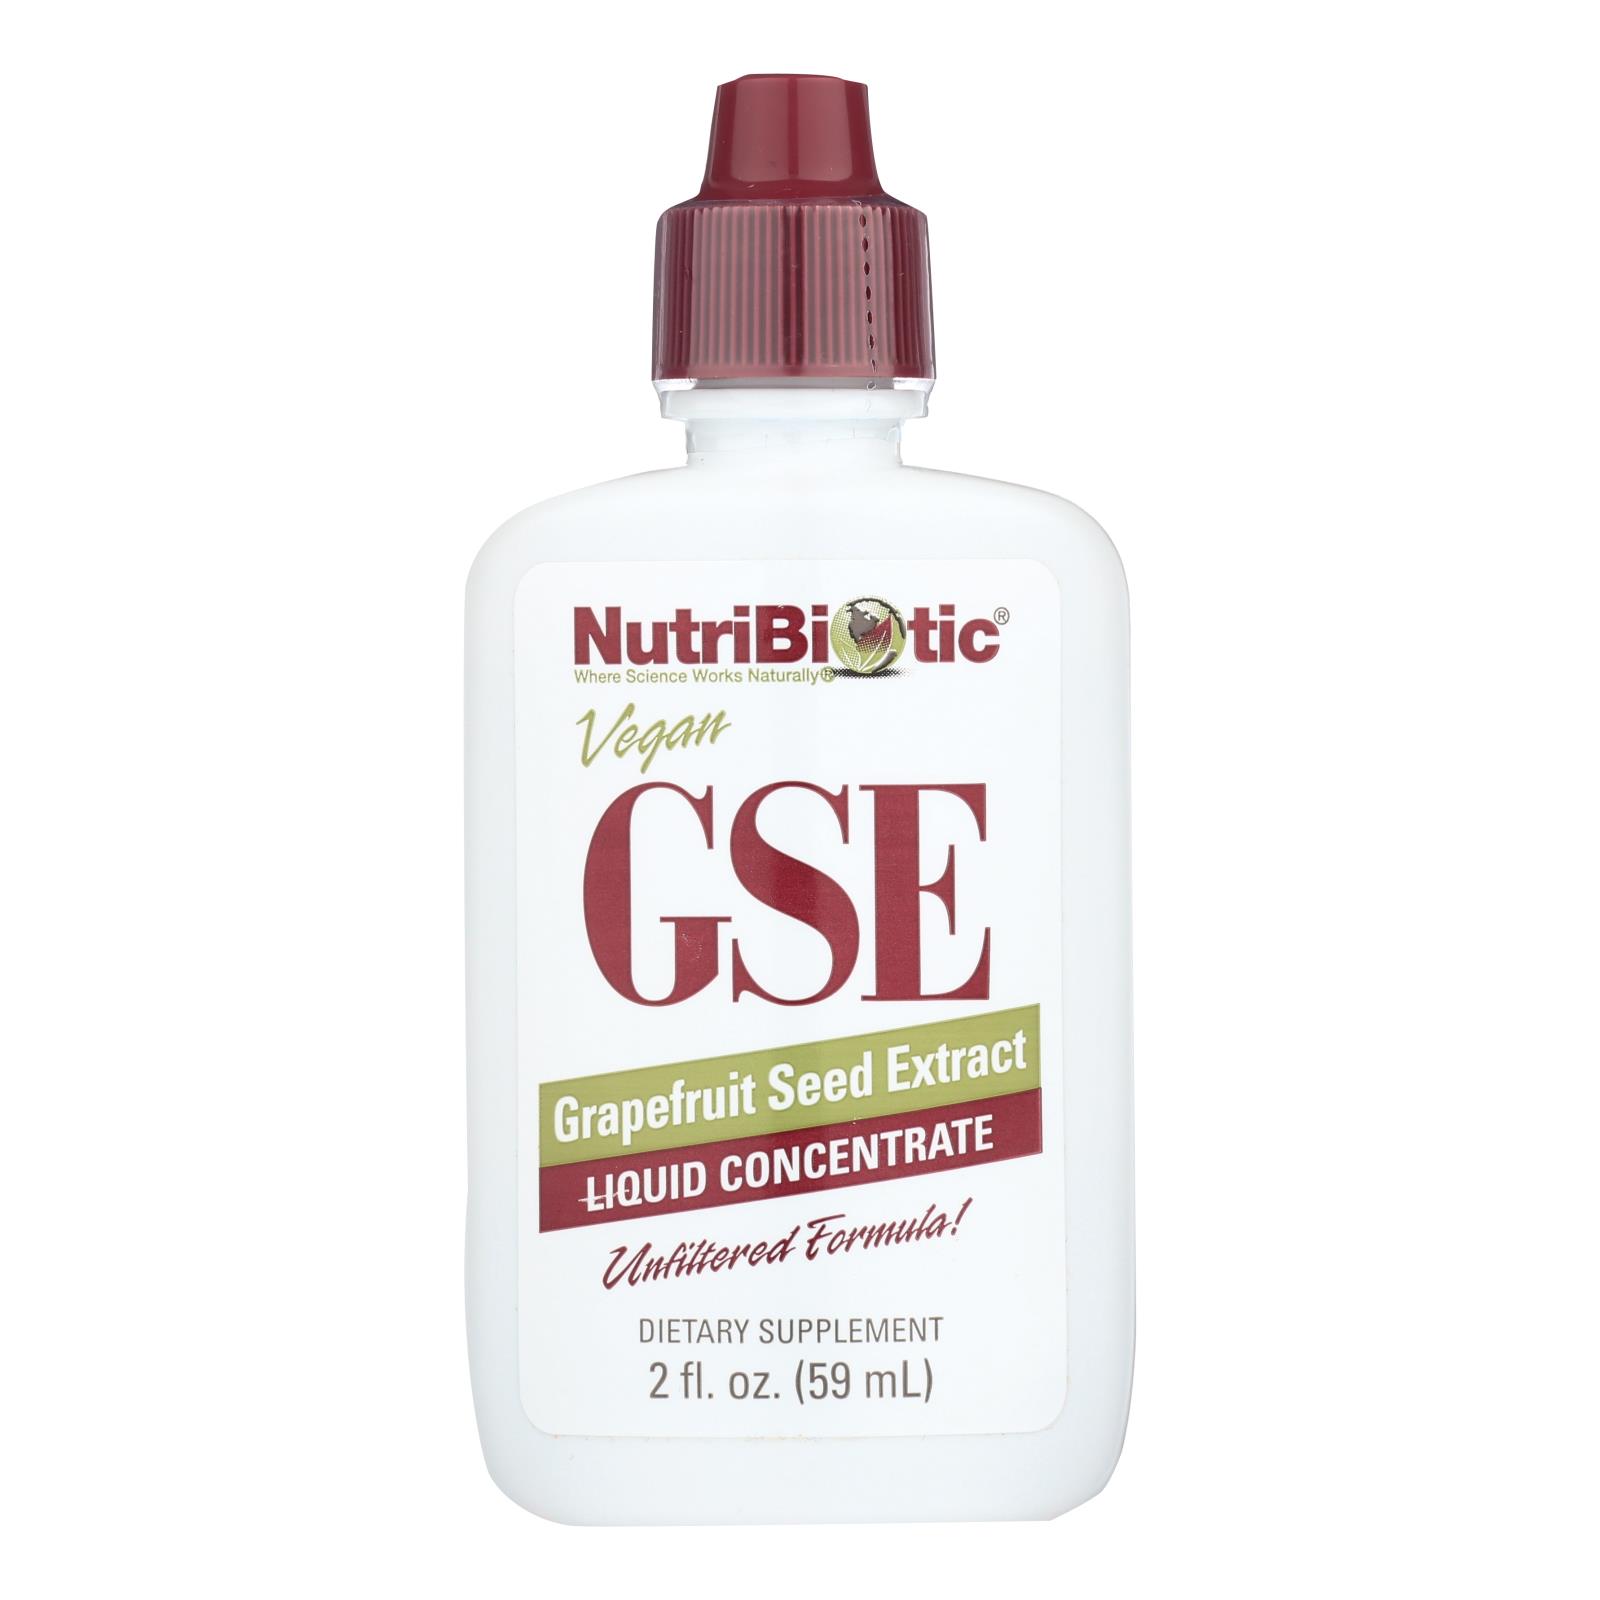 NutriBiotic®
Where Science Works Naturally®
Vegan
GSE
Grapefruit Seed Extract
LIQUID CONCENTRATE
Unfiltered Formula!
DIETARY SUPPLEMENT
2 fl. oz. (59 mL)